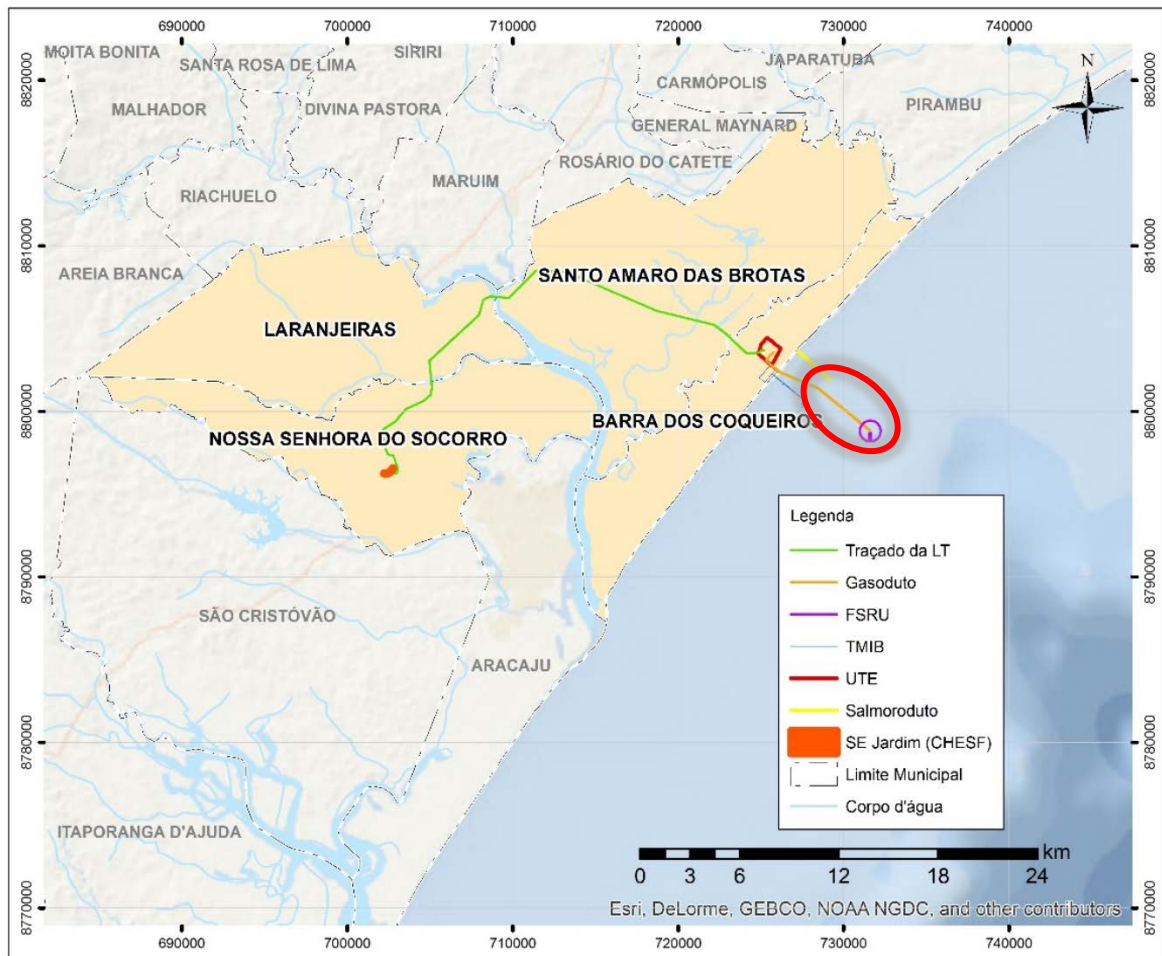 690000 700000 710000 720000 730000 740000
MOITA BONITA
SANTA ROSA DE LIMA
SIRIRI
JAPARATUBA
CARMÓPOLIS
N
8820000
8820000
MALHADOR
DIVINA PASTORA
PIRAMBU
GENERAL MAYNARD
ROSÁRIO DO CATETE
MARUIM
RIACHUELO
8810000
8810000
AREIA BRANCA
SANTO AMARO DAS BROTAS
LARANJEIRAS
8800000
8800000
BARRA DOS COQUEIROS
NOSSA SENHORA DO SOCORRO
Legenda
Traçado da LT
Gasoduto
FSRU
TMIB
UTE
Salmoroduto
SE Jardim (CHESF)
Limite Municipal
Corpo d'água
8790000
8790000
SÃO CRISTÓVÃO
ARACAJU
8780000
8780000
ITAPORANGA D'AJUDA
km
0 3 6 12 18 24
Esri, DeLorme, GEBCO, NOAA NGDC, and other contributors
8770000
8770000
690000 700000 710000 720000 730000 740000